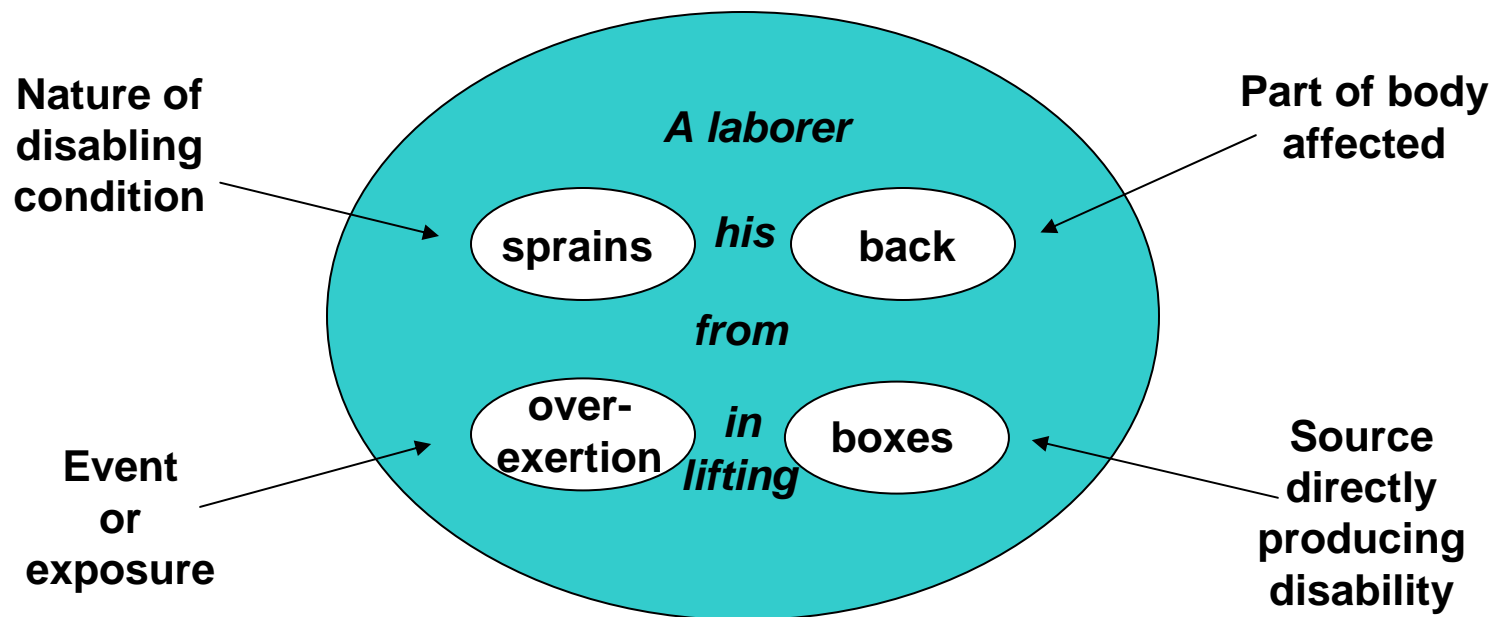 Nature of
disabling
condition
A laborer
Part of body
affected
sprains
his
back
from
Event
or
exposure
over-
exertion
in
lifting
boxes
Source
directly
producing
disability